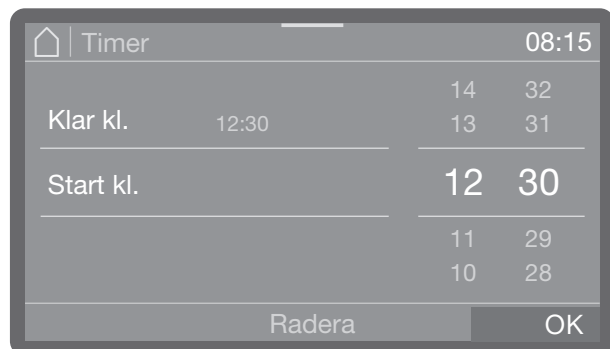 Timer 08:15
14 32
Klar kl. 12:30 13 31
Start kl. 12 30
11 29
10 28
Radera OK